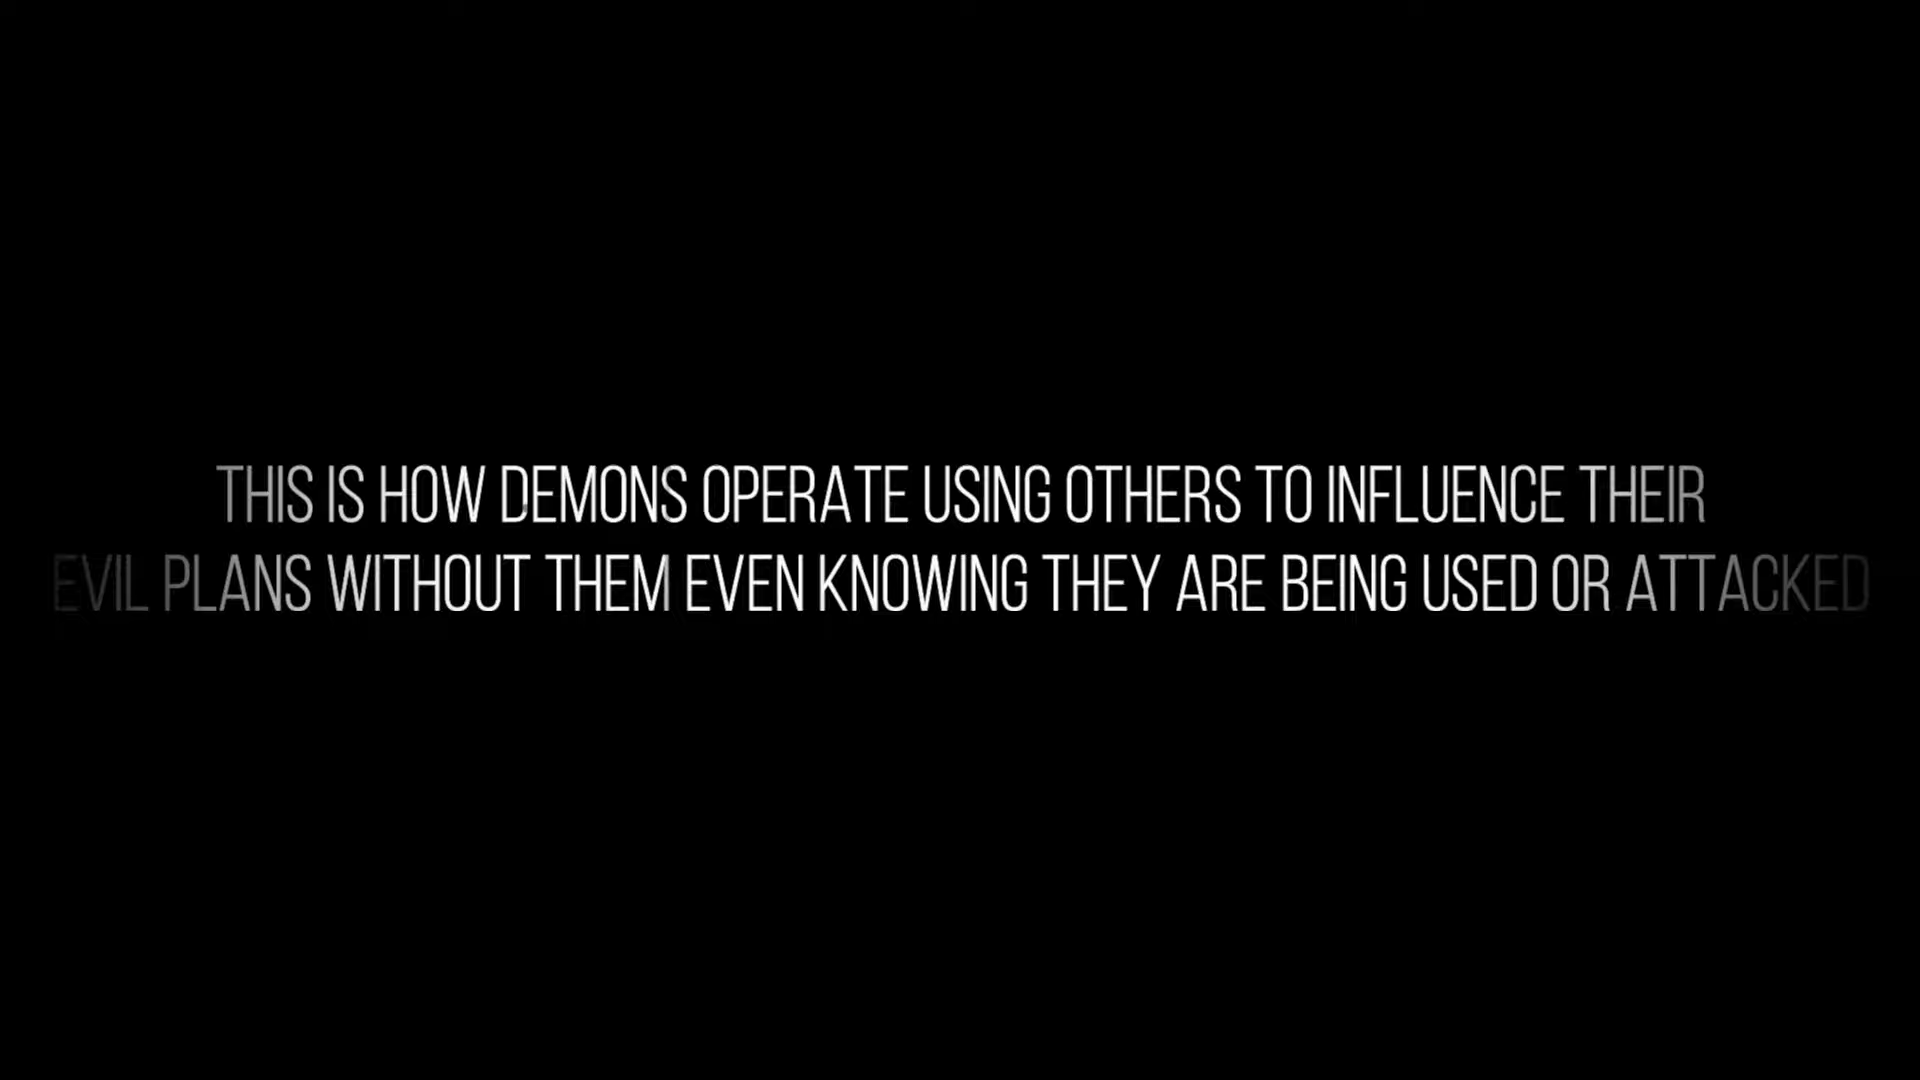 THIS IS HOW DEMONS OPERATE USING OTHERS TO INFLUENCE THEIR
EVIL PLANS WITHOUT THEM EVEN KNOWING THEY ARE BEING USED OR ATTACKED